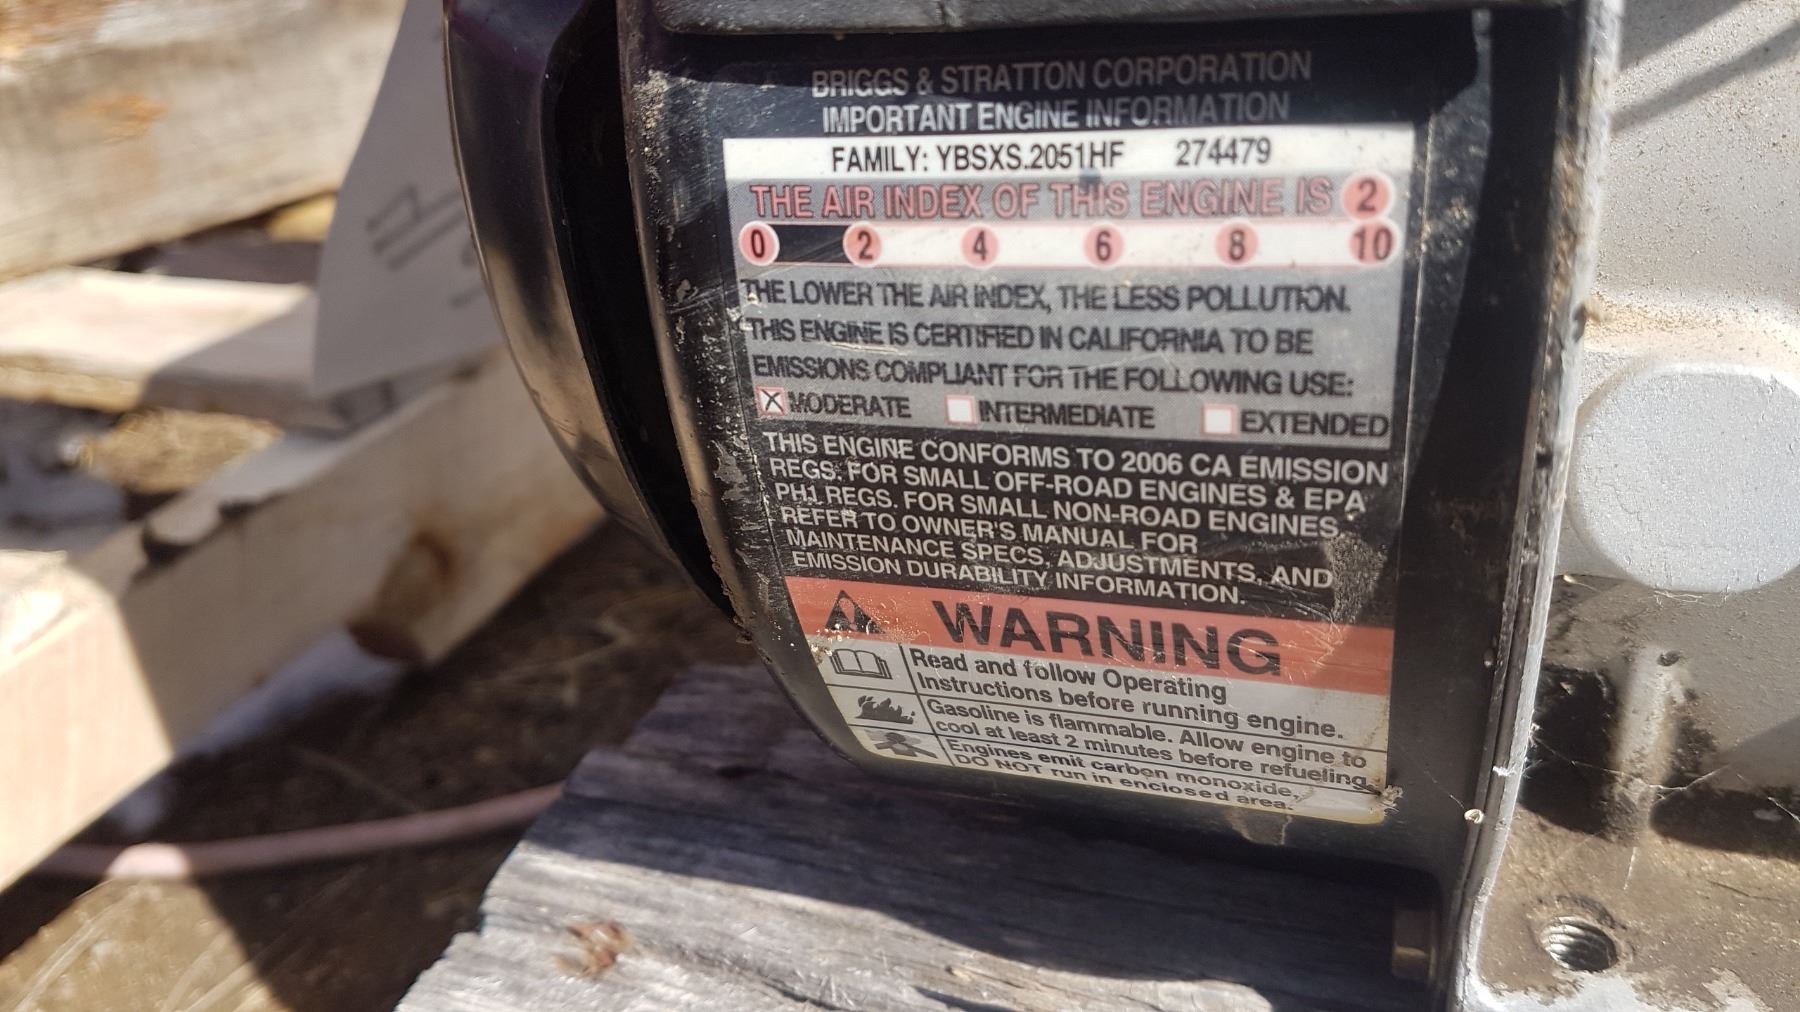 BRIGGS & STRATTON CORPORATION
IMPORTANT ENGINE INFORMATION
FAMILY: YBSXS.2051HF 274479
THE AIR INDEX OF THIS ENGINE IS 2
0 2 4 6 8 10
THE LOWER THE AIR INDEX, THE LESS POLLUTION.
THIS ENGINE IS CERTIFIED IN CALIFORNIA TO BE
EMISSIONS COMPLIANT FOR THE FOLLOWING USE:
MODERATE INTERMEDIATE EXTENDED
THIS ENGINE CONFORMS TO 2006 CA EMISSION
REGS. FOR SMALL OFF-ROAD ENGINES & EPA
PH1 REGS. FOR SMALL NON-ROAD ENGINES.
REFER TO OWNER'S MANUAL FOR
MAINTENANCE SPECS, ADJUSTMENTS, AND
EMISSION DURABILITY INFORMATION.
WARNING
Read and follow Operating
Instructions before running engine.
Gasoline is flammable. Allow engine to
cool at least 2 minutes before refueling.
Engines emit carbon monoxide,
DO NOT run in enclosed area.